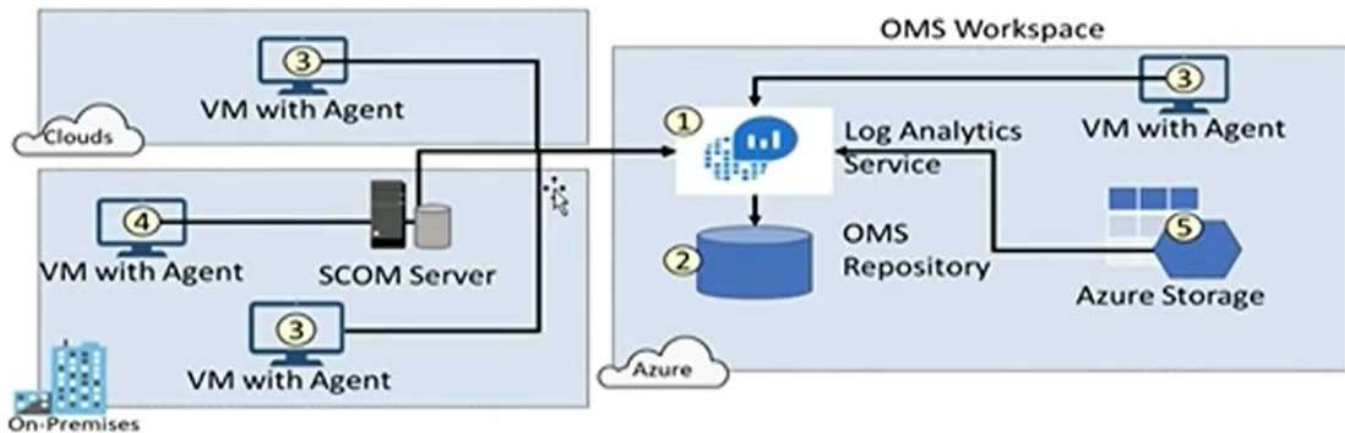 OMS Workspace
3
VM with Agent
Clouds
4
VM with Agent
SCOM Server
3
VM with Agent
On-Premises
1
Log Analytics
Service
3
VM with Agent
2
OMS
Repository
5
Azure Storage
Azure